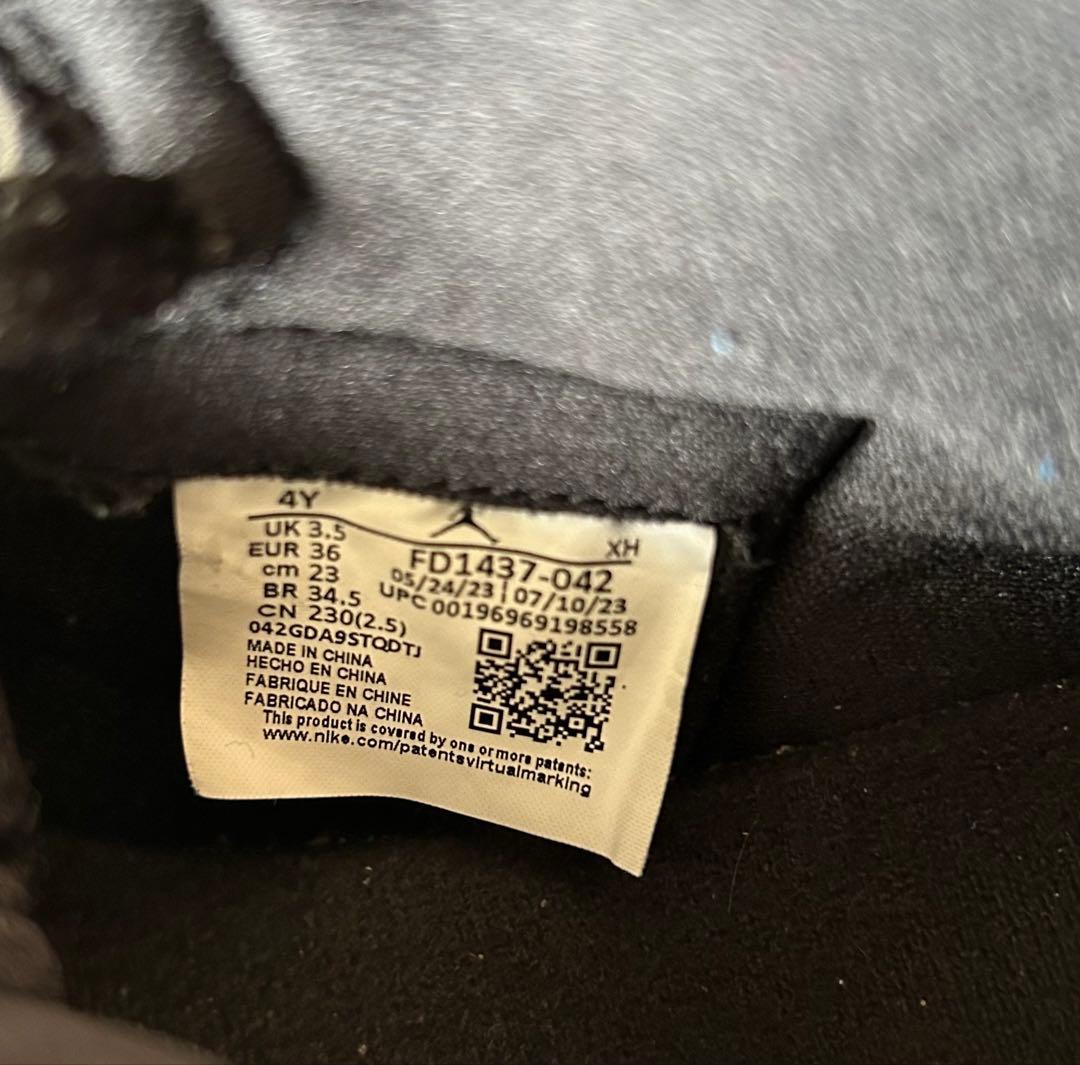 4Y
XH
UK 3.5
EUR 36
cm 23
BR 34.5
CN 230(2.5)
FD1437-042
05/24/23 | 07/10/23
UPC 00196969198558
042GDA9STQDTJ
MADE IN CHINA
HECHO EN CHINA
FABRIQUE EN CHINE
FABRICADO NA CHINA
This product is covered by one or more patents:
www.nike.com/patentsvirtualmarking